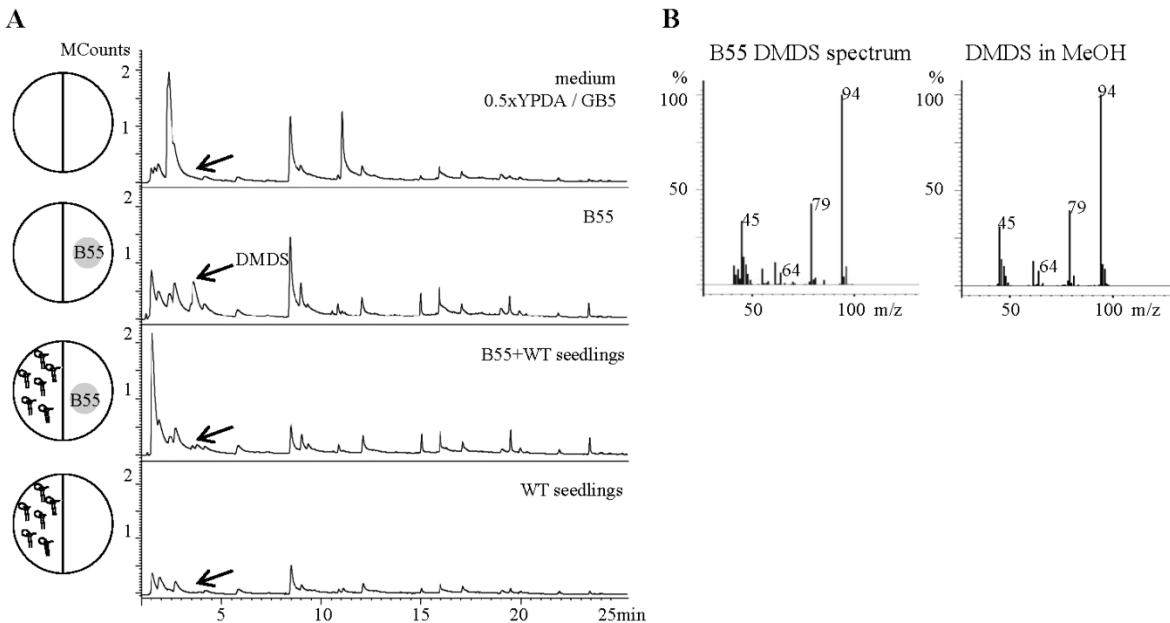 A
MCounts
2
1
medium
0.5xYPDA / GB5
2
1
B55
B55
DMDS
2
1
B55
B55+WT seedlings
2
1
WT seedlings
5 10 15 20 25min
B
B55 DMDS spectrum
%
100
50
94
79
45
64
50 100 m/z
DMDS in MeOH
%
100
50
94
79
45
64
50 100 m/z